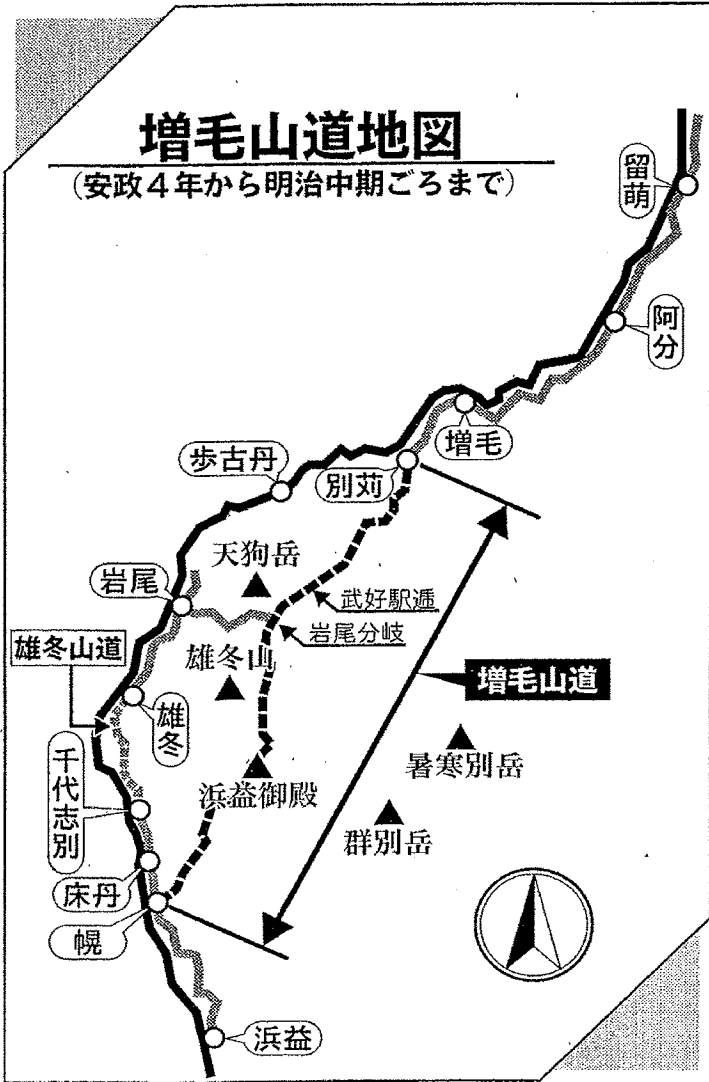 増毛山道地図
(安政4年から明治中期ごろまで)
留萌
阿分
増毛
別苅
歩古丹
天狗岳
武好駅逓
岩尾
岩尾分岐
雄冬山道
雄冬山
増毛山道
雄冬
暑寒別岳
千代志別
浜益御殿
群別岳
床丹
幌
浜益